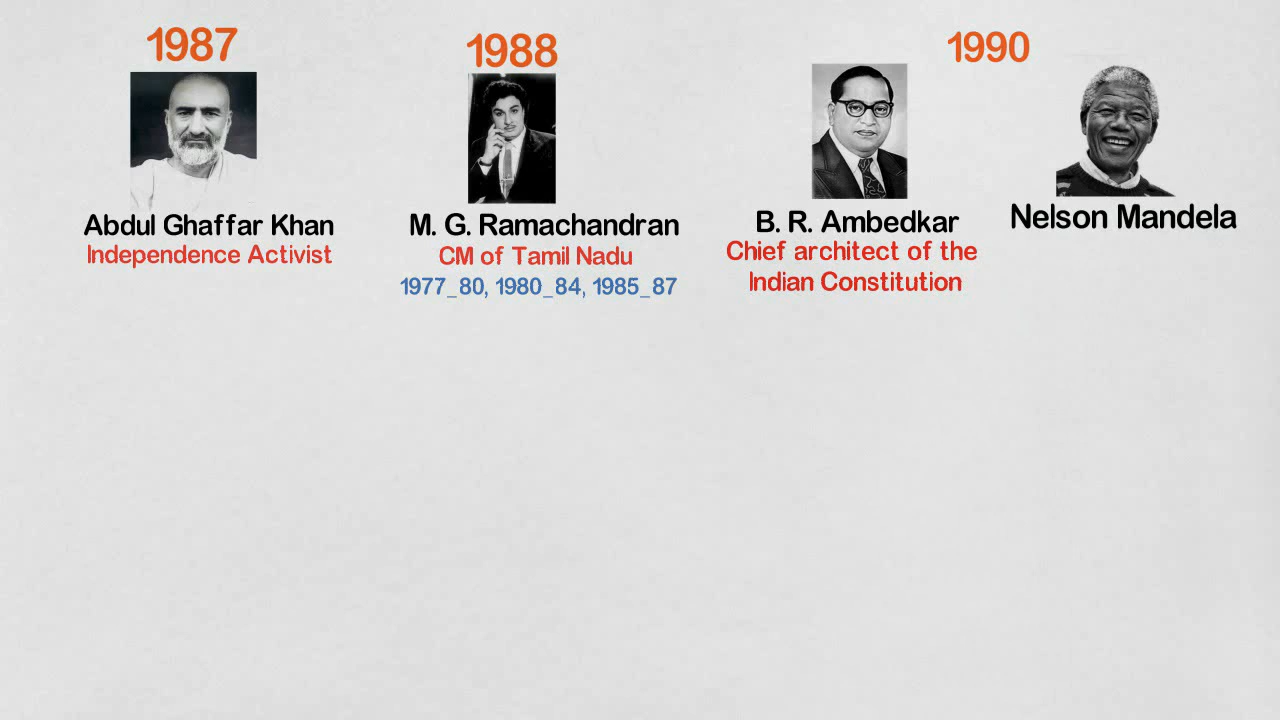 1987
Abdul Ghaffar Khan
Independence Activist
1988
M. G. Ramachandran
CM of Tamil Nadu
1977_80, 1980_84, 1985_87
1990
B. R. Ambedkar
Chief architect of the
Indian Constitution
Nelson Mandela